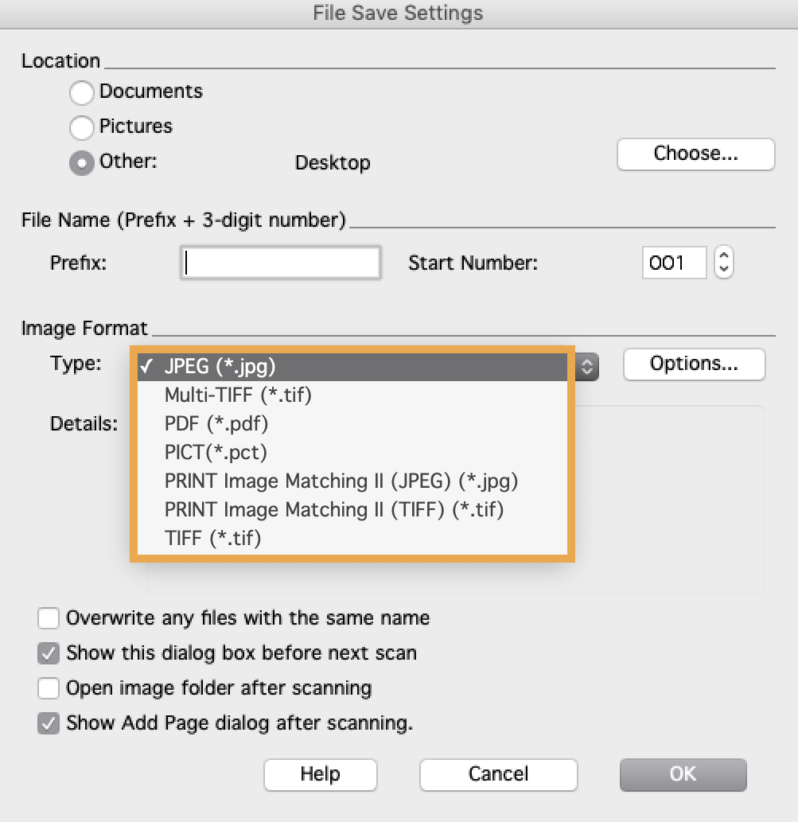 File Save Settings
Location
Documents
Pictures
Other: Desktop Choose...
File Name (Prefix + 3-digit number)
Prefix: Start Number: 001
Image Format
Type: ✓ JPEG (*.jpg) Options...
Multi-TIFF (*.tif)
Details: PDF (*.pdf)
PICT(*.pct)
PRINT Image Matching II (JPEG) (*.jpg)
PRINT Image Matching II (TIFF) (*.tif)
TIFF (*.tif)
Overwrite any files with the same name
Show this dialog box before next scan
Open image folder after scanning
Show Add Page dialog after scanning.
Help Cancel OK